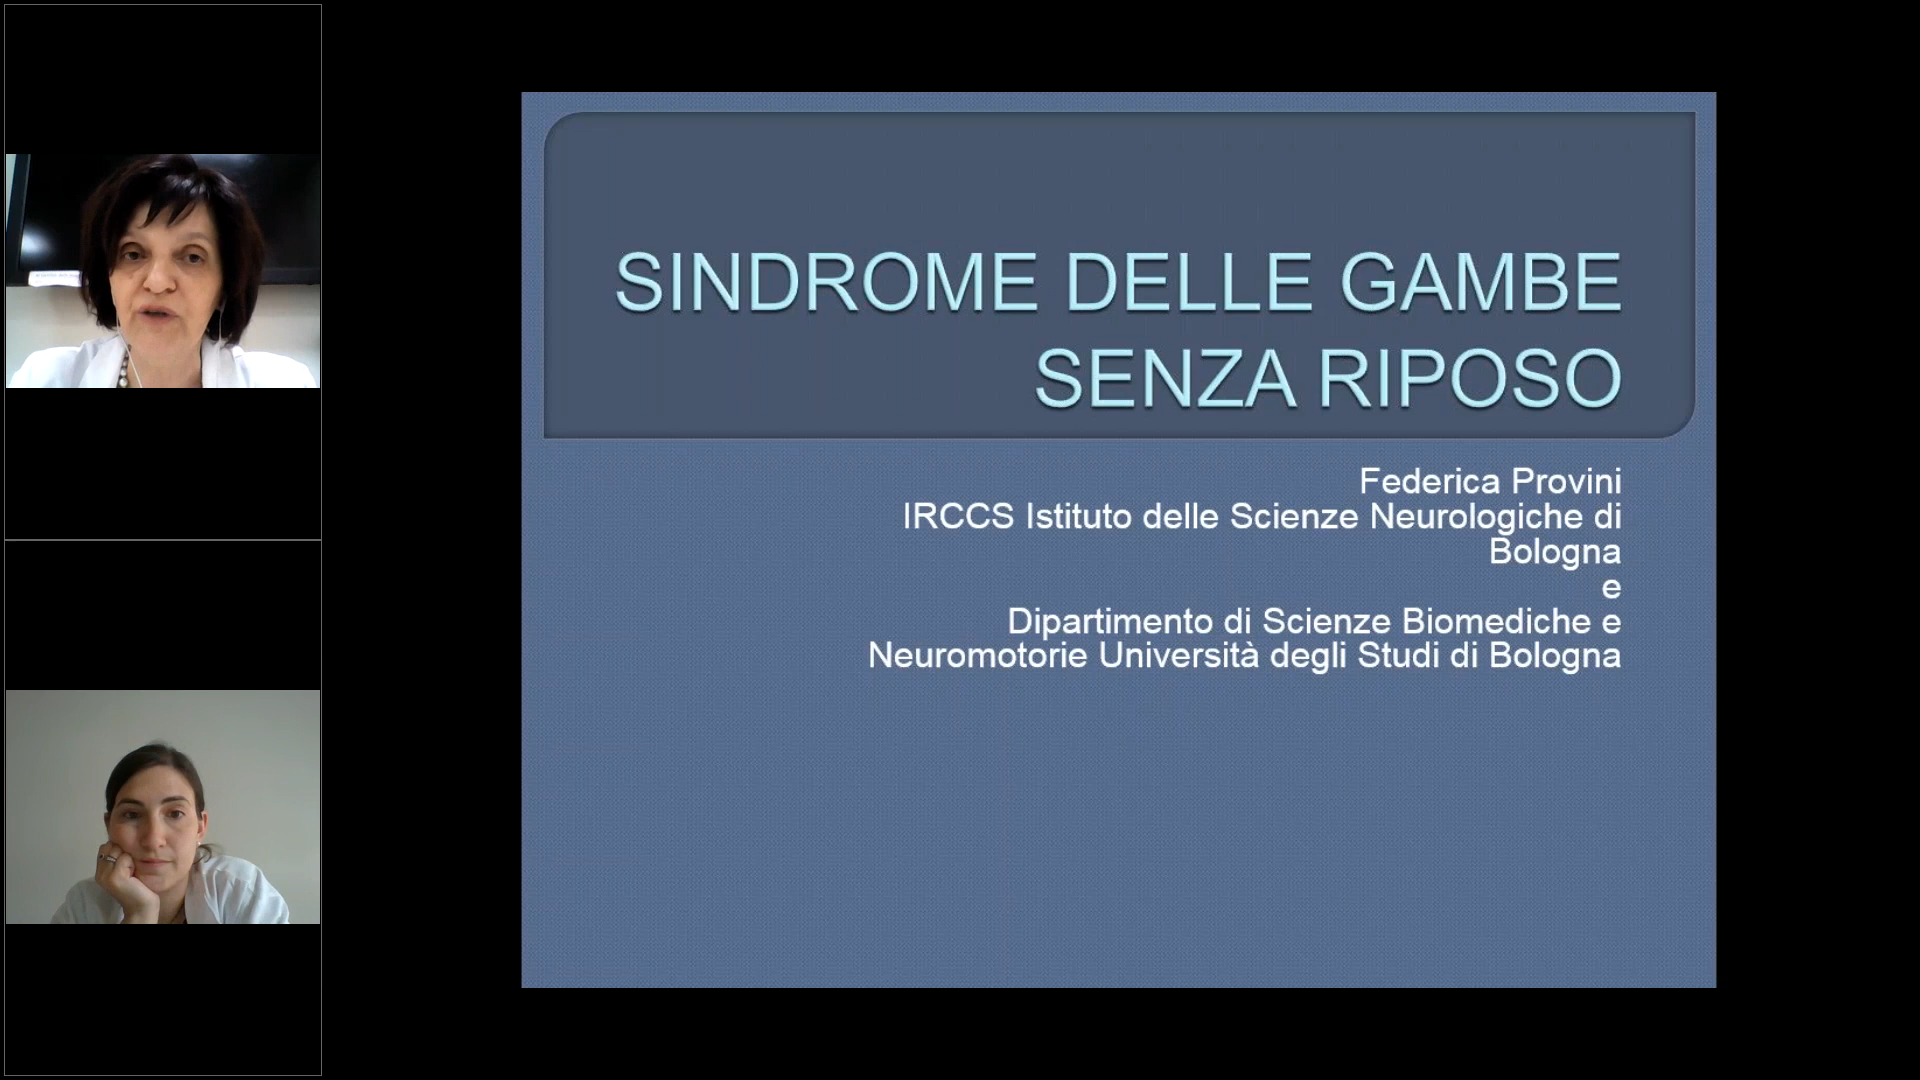 SINDROME DELLE GAMBE
SENZA RIPOSO
Federica Provini
IRCCS Istituto delle Scienze Neurologiche di
Bologna
e
Dipartimento di Scienze Biomediche e
Neuromotorie Università degli Studi di Bologna